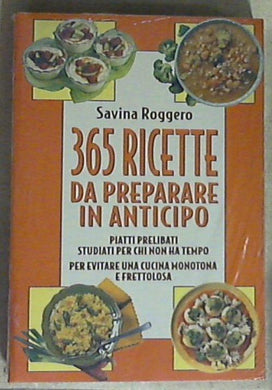 Savina Roggero
365 RICETTE
DA PREPARARE
IN ANTICIPO
PIATTI PRELIBATI
STUDIATI PER CHI NON HA TEMPO
PER EVITARE UNA CUCINA MONOTONA
E FRETTOLOSA